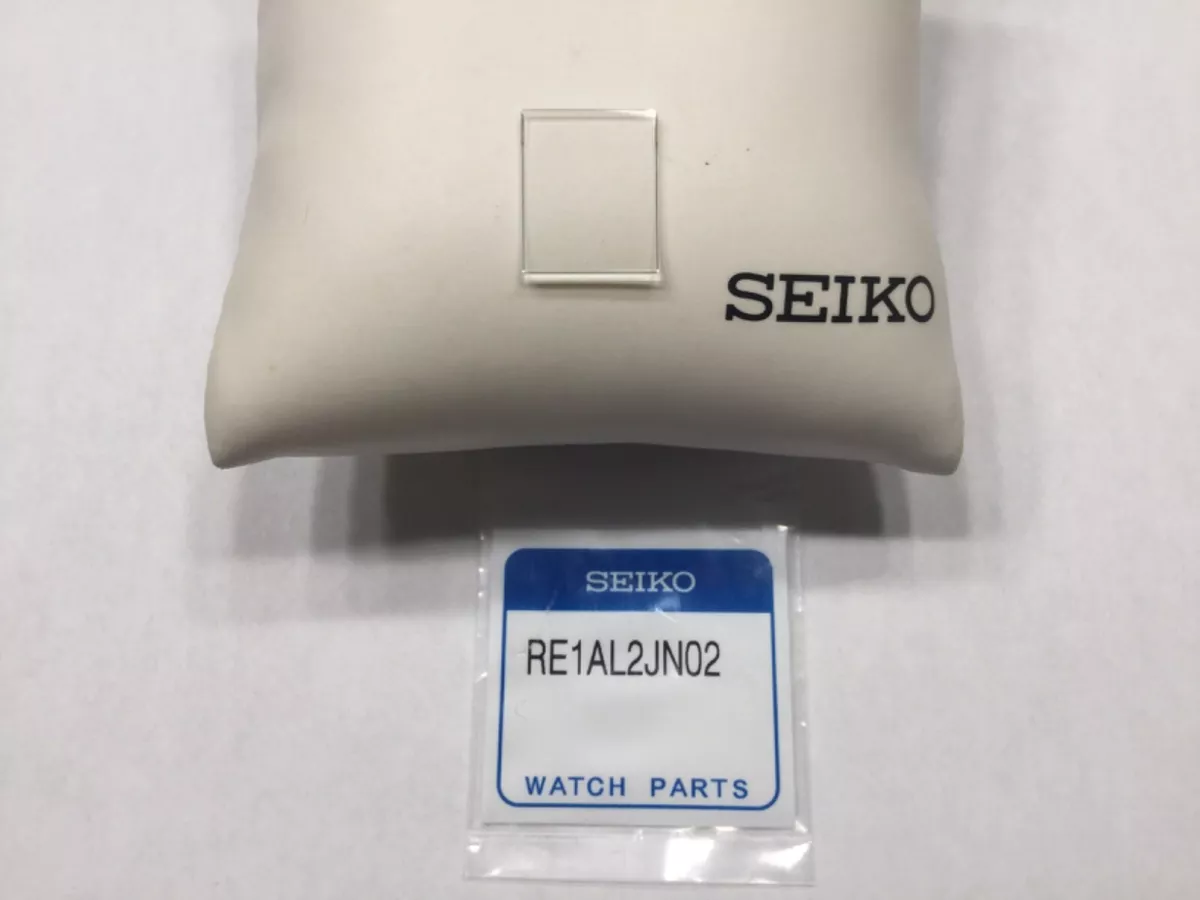 SEIKO
SEIKO
RE1AL2JN02
WATCH PARTS